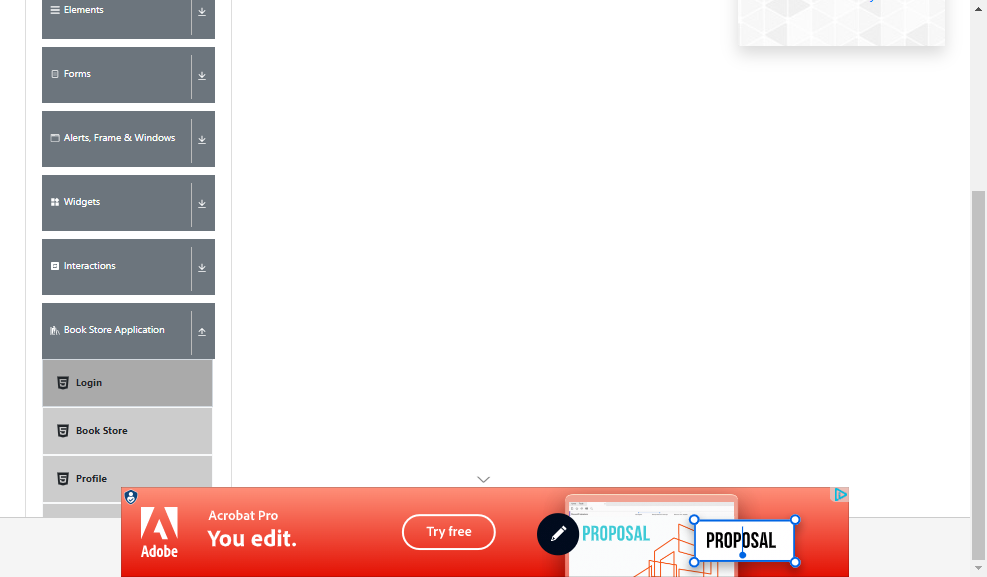 Elements
Forms
Alerts, Frame & Windows
Widgets
Interactions
Book Store Application
Login
Book Store
Profile
Adobe
Acrobat Pro
You edit.
Try free
PROPOSAL
PROPOSAL